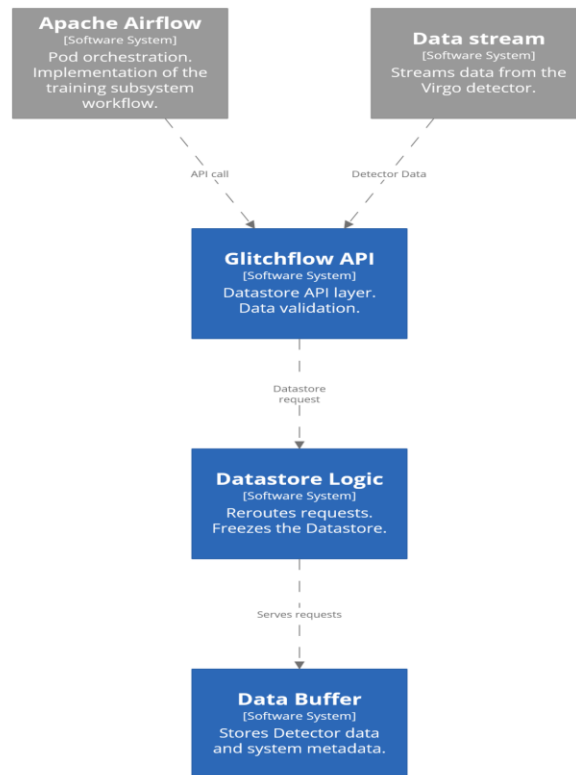 Apache Airflow
[Software System]
Pod orchestration.
Implementation of the
training subsystem
workflow.
Data stream
[Software System]
Streams data from the
Virgo detector.
API call
Detector Data
Glitchflow API
[Software System]
Datastore API layer.
Data validation.
Datastore
request
Datastore Logic
[Software System]
Reroutes requests.
Freezes the Datastore.
Serves requests
Data Buffer
[Software System]
Stores Detector data
and system metadata.